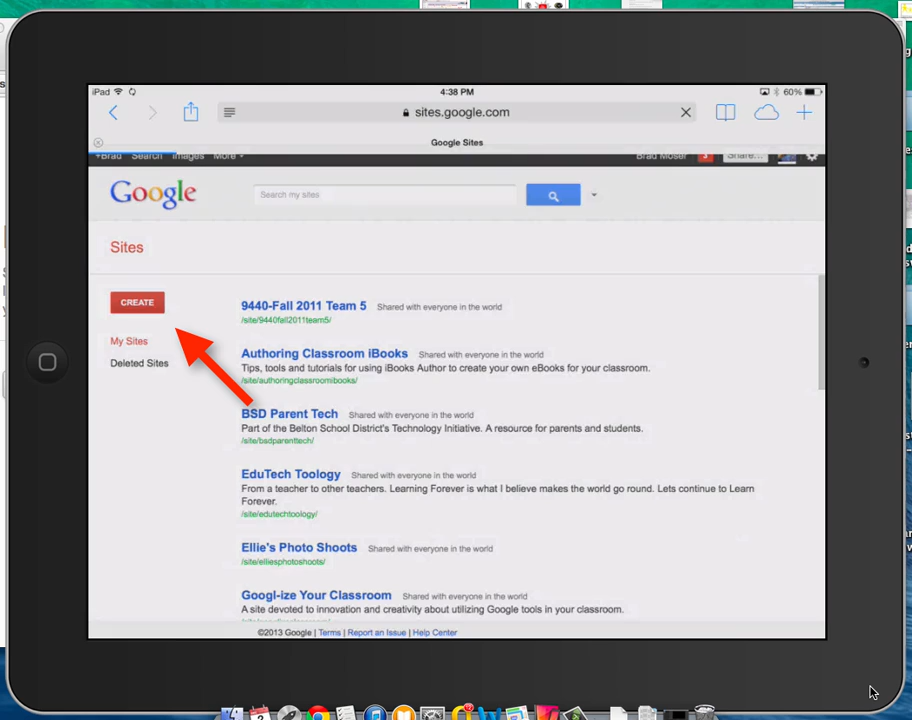 iPad
4:38 PM
60%
sites.google.com
Google Sites
+Brad Search Images More
Brad Moser 3 Share...
Google
Search my sites
Sites
CREATE
My Sites
Deleted Sites
9440-Fall 2011 Team 5 Shared with everyone in the world
/site/9440fall2011team5/
Authoring Classroom iBooks Shared with everyone in the world
Tips, tools and tutorials for using iBooks Author to create your own eBooks for your classroom.
/site/authoringclassroomibooks/
BSD Parent Tech Shared with everyone in the world
Part of the Belton School District's Technology Initiative. A resource for parents and students.
/site/bsdparenttech/
EduTech Toology Shared with everyone in the world
From a teacher to other teachers. Learning Forever is what I believe makes the world go round. Lets continue to Learn
Forever.
/site/edutechtoology/
Ellie's Photo Shoots Shared with everyone in the world
/site/elliesphotoshoots/
Googl-ize Your Classroom Shared with everyone in the world
A site devoted to innovation and creativity about utilizing Google tools in your classroom.
©2013 Google | Terms | Report an Issue | Help Center